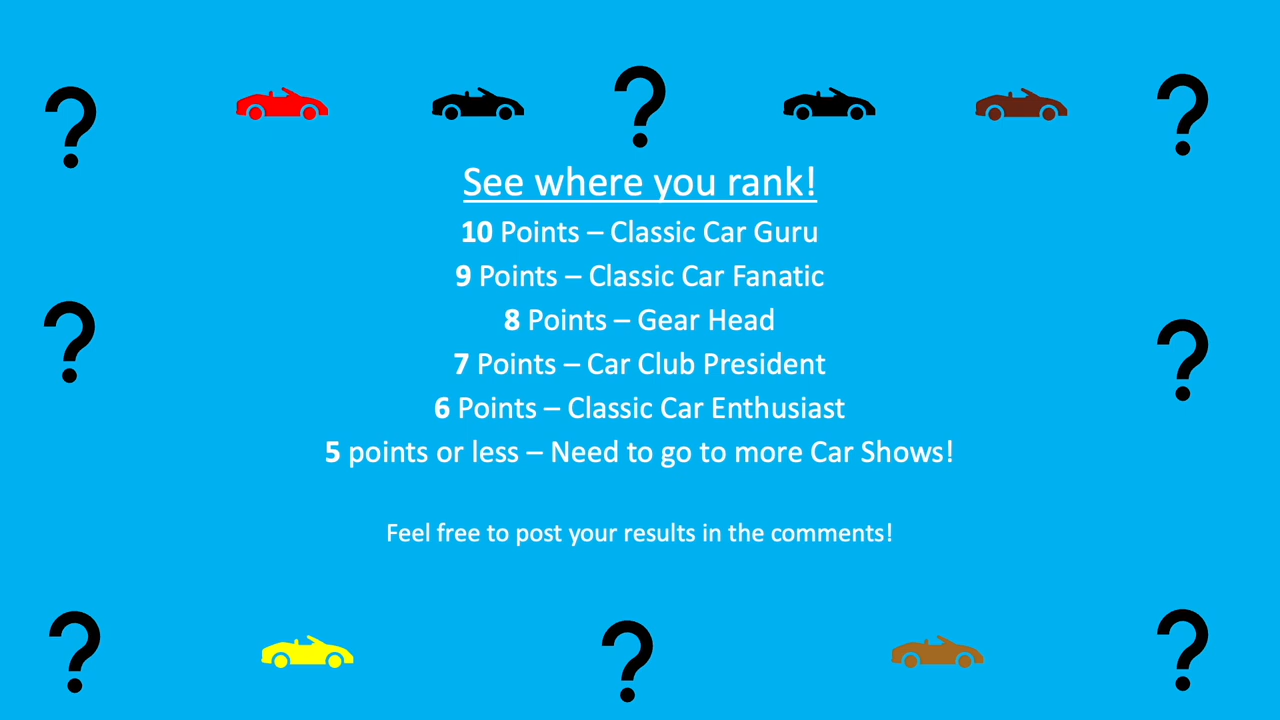 See where you rank!
10 Points – Classic Car Guru
9 Points – Classic Car Fanatic
8 Points – Gear Head
7 Points – Car Club President
6 Points – Classic Car Enthusiast
5 points or less – Need to go to more Car Shows!
Feel free to post your results in the comments!